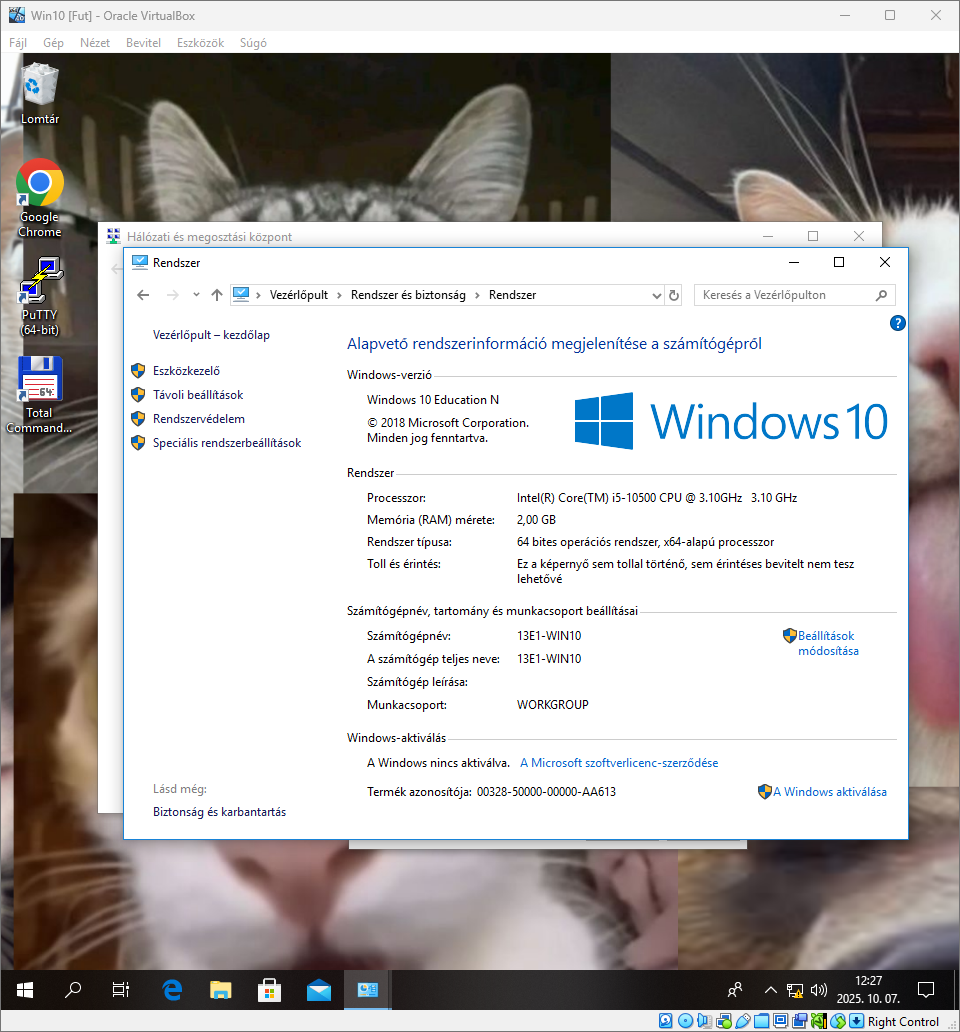 Win10 [Fut] - Oracle VirtualBox
Fájl Gép Nézet Bevitel Eszközök Súgó
Lomtár
Google
Chrome
PuTTY
(64-bit)
64:
Total
Command...
Hálózati és megosztási központ
Rendszer
Vezérlőpult Rendszer és biztonság Rendszer
Keresés a Vezérlőpulton
?
Vezérlőpult – kezdőlap
Eszközkezelő
Távoli beállítások
Rendszervédelem
Speciális rendszerbeállítások
Lásd még:
Biztonság és karbantartás
Alapvető rendszerinformáció megjelenítése a számítógépről
Windows-verzió
Windows 10 Education N
© 2018 Microsoft Corporation.
Minden jog fenntartva.
Windows 10
Rendszer
Processzor: Intel(R) Core(TM) i5-10500 CPU @ 3.10GHz 3.10 GHz
Memória (RAM) mérete: 2,00 GB
Rendszer típusa: 64 bites operációs rendszer, x64-alapú processzor
Toll és érintés: Ez a képernyő sem tollal történő, sem érintéses bevitelt nem tesz
lehetővé
Számítógépnév, tartomány és munkacsoport beállításai
Számítógépnév: 13E1-WIN10
Beállítások
módosítása
A számítógép teljes neve: 13E1-WIN10
Számítógép leírása:
Munkacsoport: WORKGROUP
Windows-aktiválás
A Windows nincs aktiválva. A Microsoft szoftverlicenc-szerződése
Termék azonosítója: 00328-50000-00000-AA613
A Windows aktiválása
12:27
2025. 10. 07.
Right Control